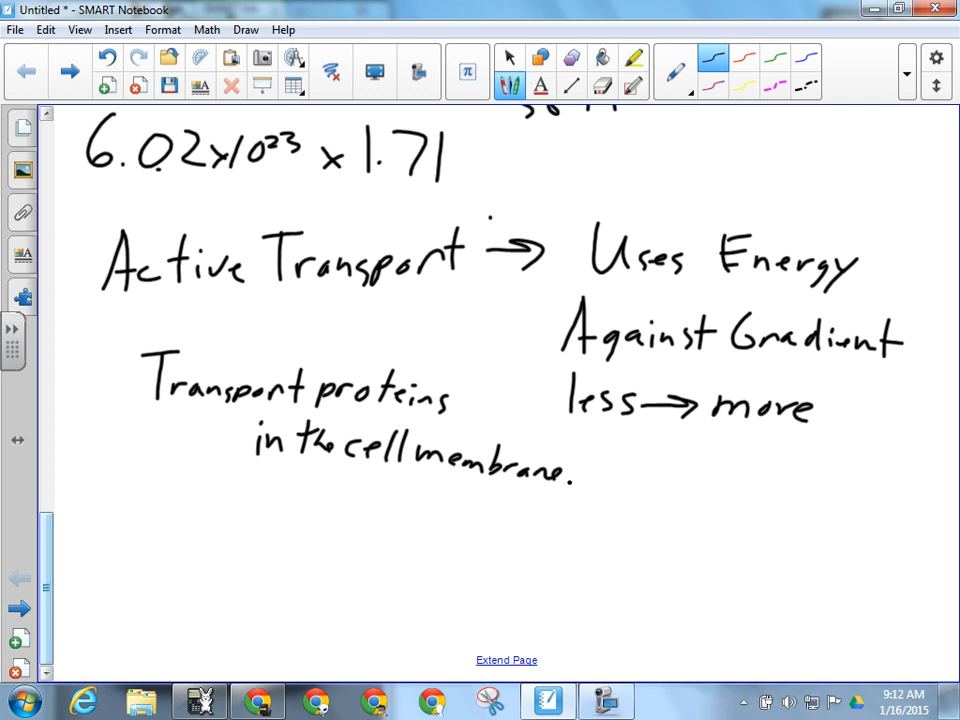 Untitled * - SMART Notebook
File Edit View Insert Format Math Draw Help
6.02x10²³ x 1.71
Active Transport → Uses Energy
Against Gradient
less → more
Transport proteins
in the cell membrane.
Extend Page
9:12 AM
1/16/2015